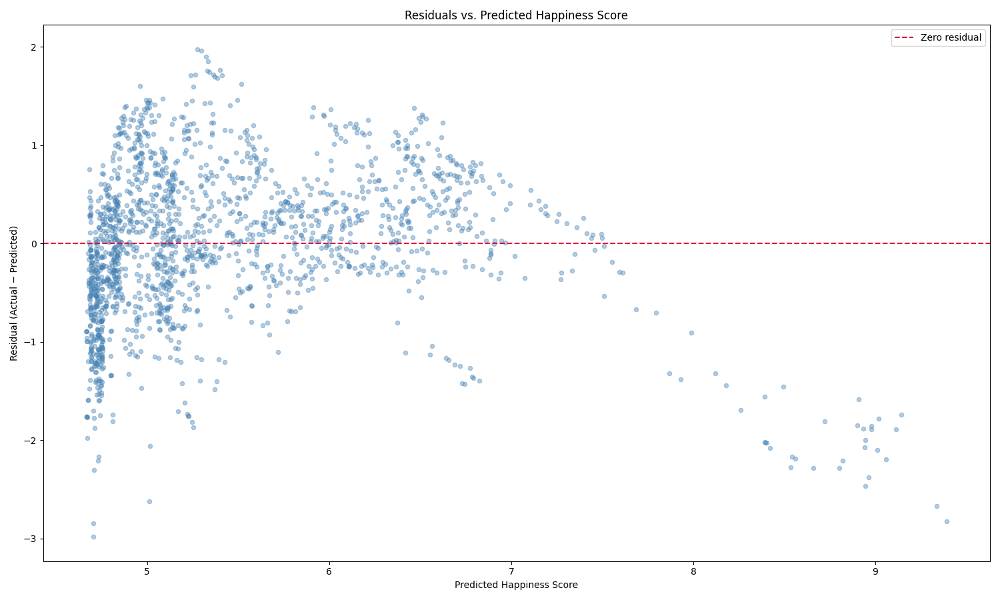 Residuals vs. Predicted Happiness Score
Zero residual
Residual (Actual − Predicted)
2
1
0
−1
−2
−3
5 6 7 8 9
Predicted Happiness Score